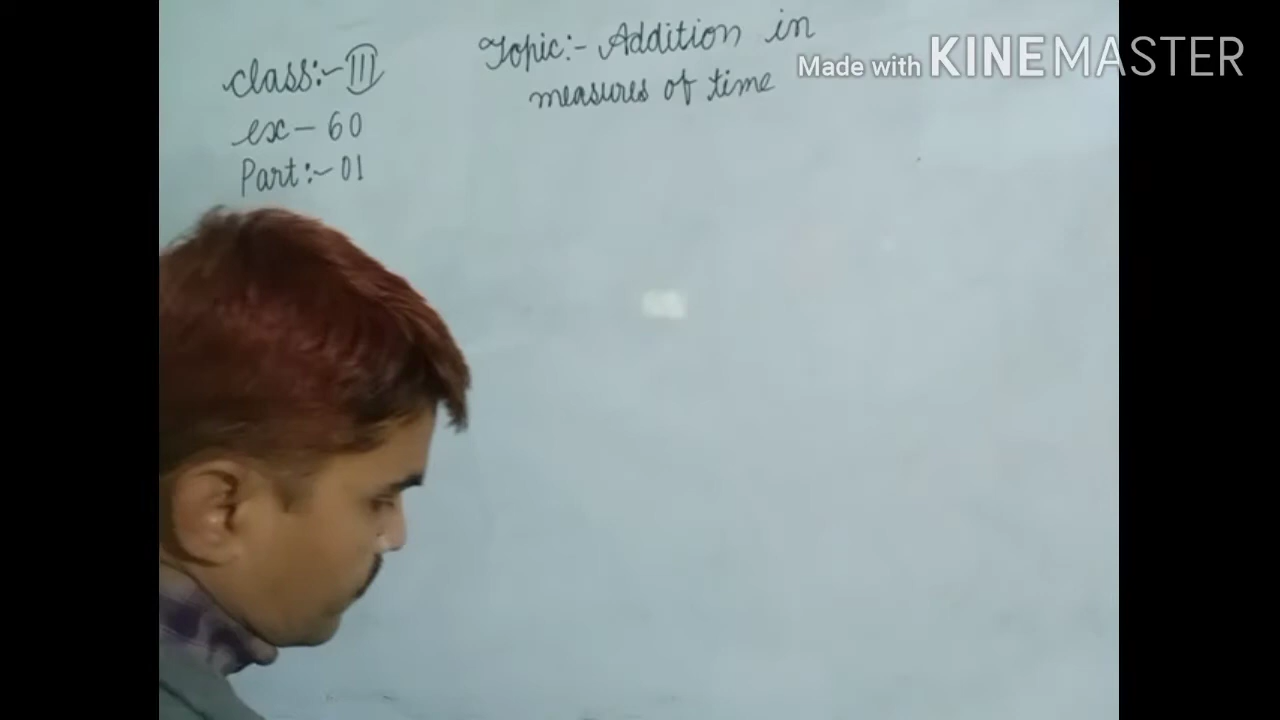 Class:- III
ex - 60
Part:- 01
Topic:- Addition in
measures of time
Made with KINEMASTER